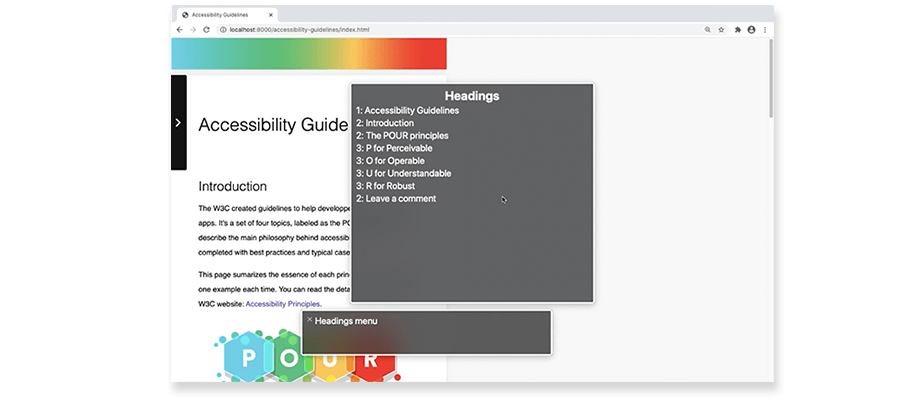 Accessibility Guidelines
localhost:8000/accessibility-guidelines/index.html
Accessibility Guide
Introduction
The W3C created guidelines to help develope
apps. It's a set of four topics, labeled as the PO
describe the main philosophy behind accessib
completed with best practices and typical case
This page sumarizes the essence of each prin
one example each time. You can read the deta
W3C website: Accessibility Principles.
P O U R
Headings
1: Accessibility Guidelines
2: Introduction
2: The POUR principles
3: P for Perceivable
3: O for Operable
3: U for Understandable
3: R for Robust
2: Leave a comment
Headings menu